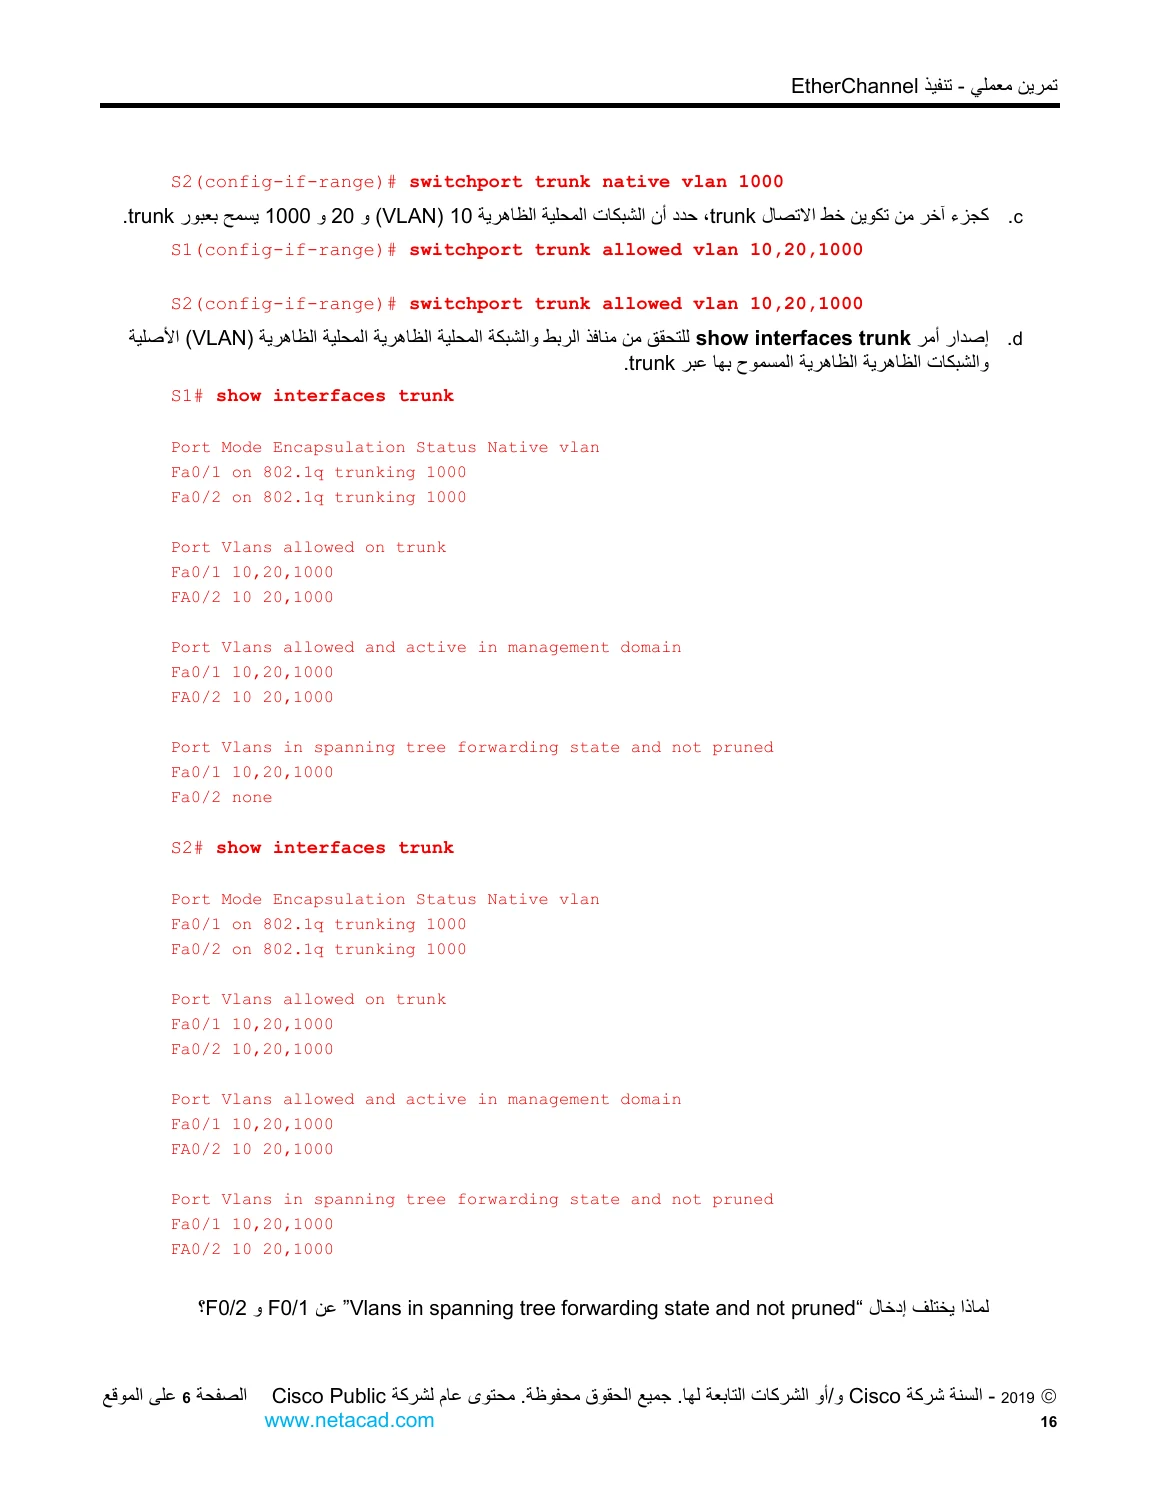 تمرين معملي - تنفيذ EtherChannel
S2(config-if-range)# switchport trunk native vlan 1000
c. كجزء آخر من تكوين خط الاتصال trunk، حدد أن الشبكات المحلية الظاهرية 10 (VLAN) و 20 و 1000 يسمح بعبور trunk.
S1(config-if-range)# switchport trunk allowed vlan 10,20,1000
S2(config-if-range)# switchport trunk allowed vlan 10,20,1000
d. إصدار أمر show interfaces trunk للتحقق من منافذ الربط والشبكة المحلية الظاهرية المحلية الظاهرية (VLAN) الأصلية
والشبكات الظاهرية الظاهرية المسموح بها عبر trunk.
S1# show interfaces trunk
Port Mode Encapsulation Status Native vlan
Fa0/1 on 802.1q trunking 1000
Fa0/2 on 802.1q trunking 1000
Port Vlans allowed on trunk
Fa0/1 10,20,1000
FA0/2 10 20,1000
Port Vlans allowed and active in management domain
Fa0/1 10,20,1000
FA0/2 10 20,1000
Port Vlans in spanning tree forwarding state and not pruned
Fa0/1 10,20,1000
Fa0/2 none
S2# show interfaces trunk
Port Mode Encapsulation Status Native vlan
Fa0/1 on 802.1q trunking 1000
Fa0/2 on 802.1q trunking 1000
Port Vlans allowed on trunk
Fa0/1 10,20,1000
Fa0/2 10,20,1000
Port Vlans allowed and active in management domain
Fa0/1 10,20,1000
FA0/2 10 20,1000
Port Vlans in spanning tree forwarding state and not pruned
Fa0/1 10,20,1000
FA0/2 10 20,1000
لماذا يختلف إدخال “Vlans in spanning tree forwarding state and not pruned” عن F0/1 و F0/2؟
© 2019 - السنة شركة Cisco و/أو الشركات التابعة لها. جميع الحقوق محفوظة. محتوى عام لشركة Cisco Public الصفحة 6 على الموقع
16 www.netacad.com